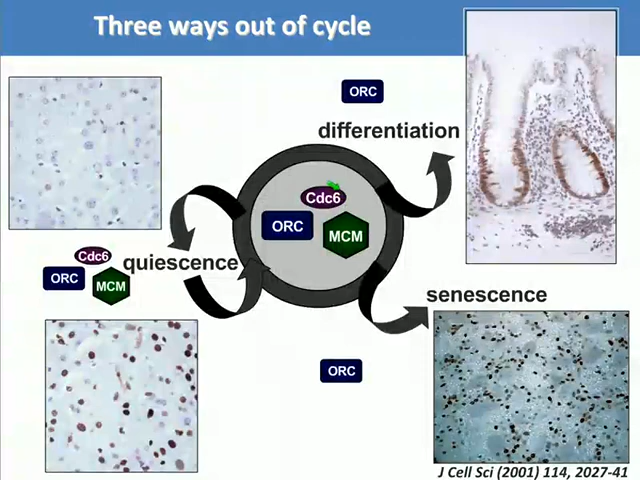 Three ways out of cycle
ORC
differentiation
Cdc6
ORC
MCM
Cdc6
ORC
MCM
quiescence
senescence
ORC
J Cell Sci (2001) 114, 2027-41